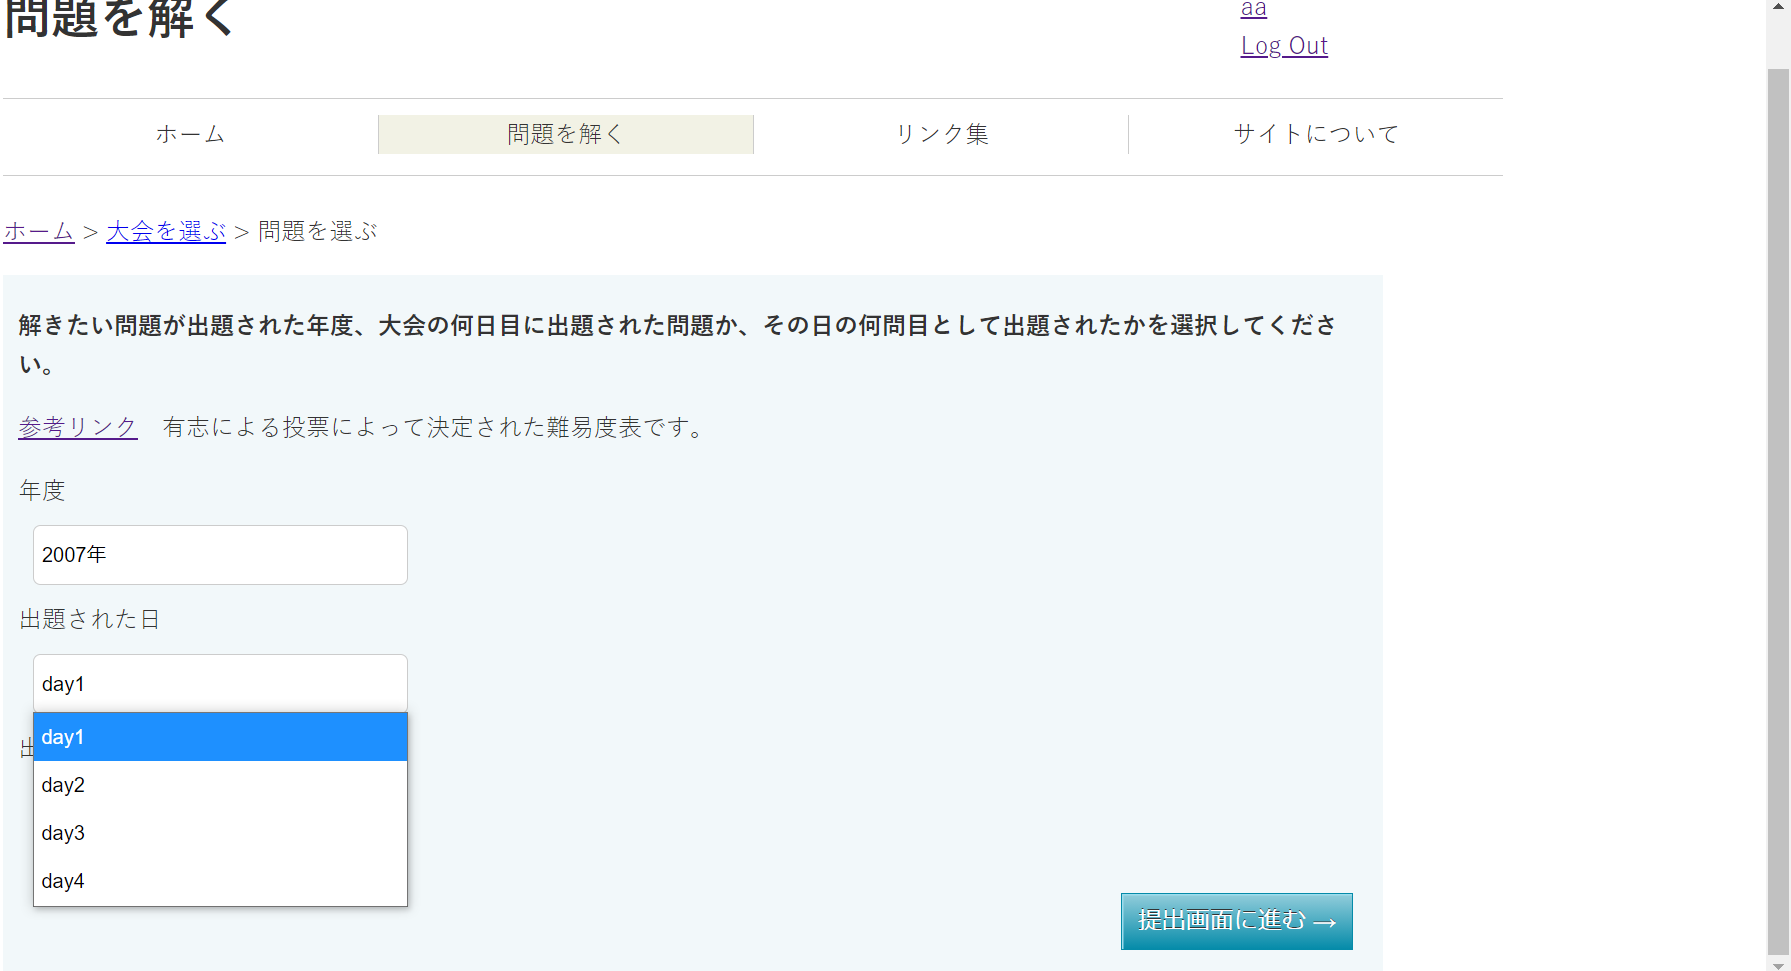 問題を解く
aa
Log Out
ホーム
問題を解く
リンク集
サイトについて
ホーム > 大会を選ぶ > 問題を選ぶ
解きたい問題が出題された年度、大会の何日目に出題された問題か、その日の何問目として出題されたかを選択してくださ
い。
参考リンク 有志による投票によって決定された難易度表です。
年度
2007年
出題された日
day1
day1
day2
day3
day4
提出画面に進む→